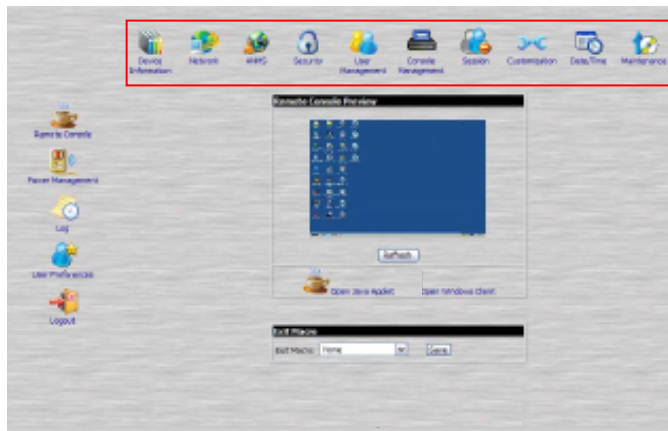 Device Information
Network
ANMS
Security
User Management
Console Management
Session
Customization
Date/Time
Maintenance
Remote Console Preview
Remote Console
Power Management
Log
User Preferences
Logout
Refresh
Open Java Applet
Open Windows Client
Exit Macro
Exit Macro: None
Save